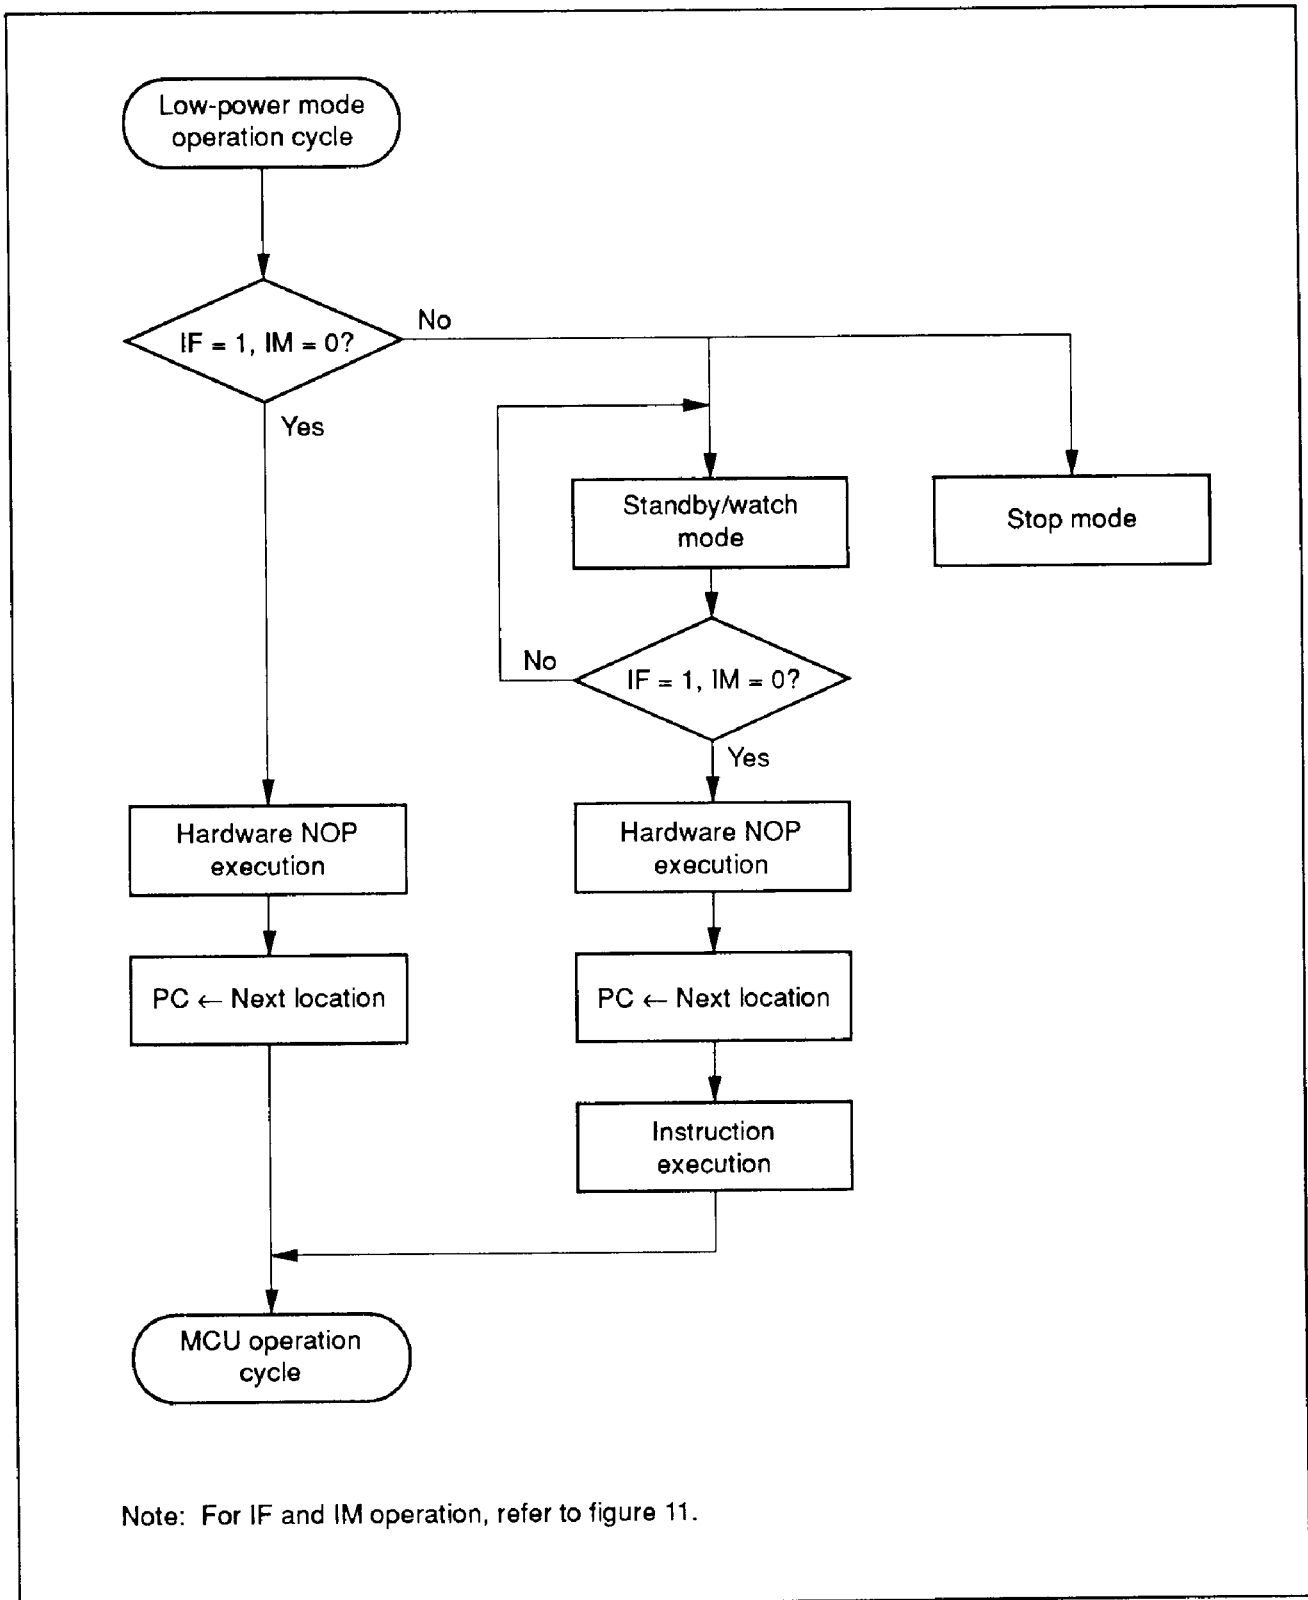 Low-power mode
operation cycle
IF = 1, IM = 0?
No
Yes
Standby/watch
mode
Stop mode
No
IF = 1, IM = 0?
Yes
Hardware NOP
execution
Hardware NOP
execution
PC ← Next location
PC ← Next location
Instruction
execution
MCU operation
cycle
Note: For IF and IM operation, refer to figure 11.